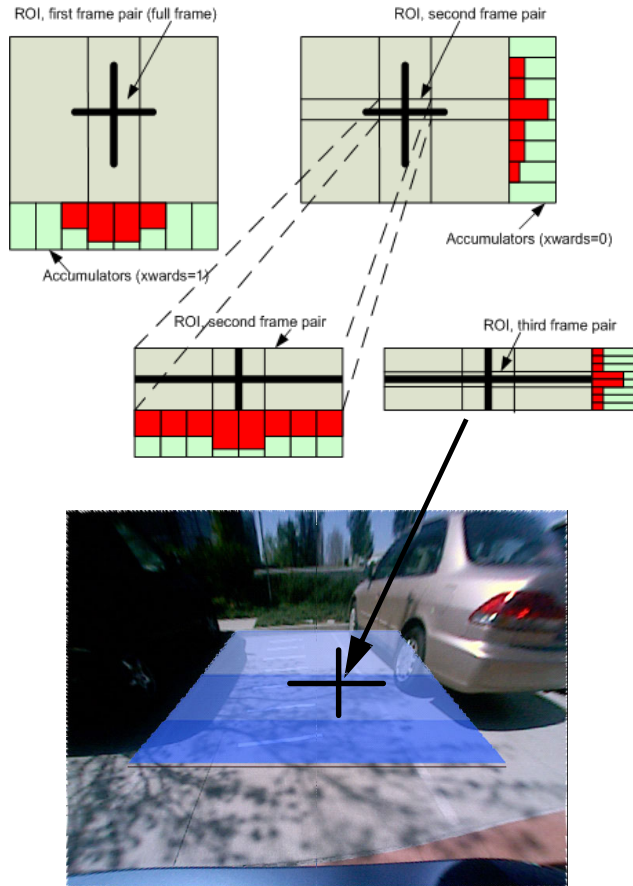 ROI, first frame pair (full frame)
ROI, second frame pair
Accumulators (xwards=1)
Accumulators (xwards=0)
ROI, second frame pair
ROI, third frame pair